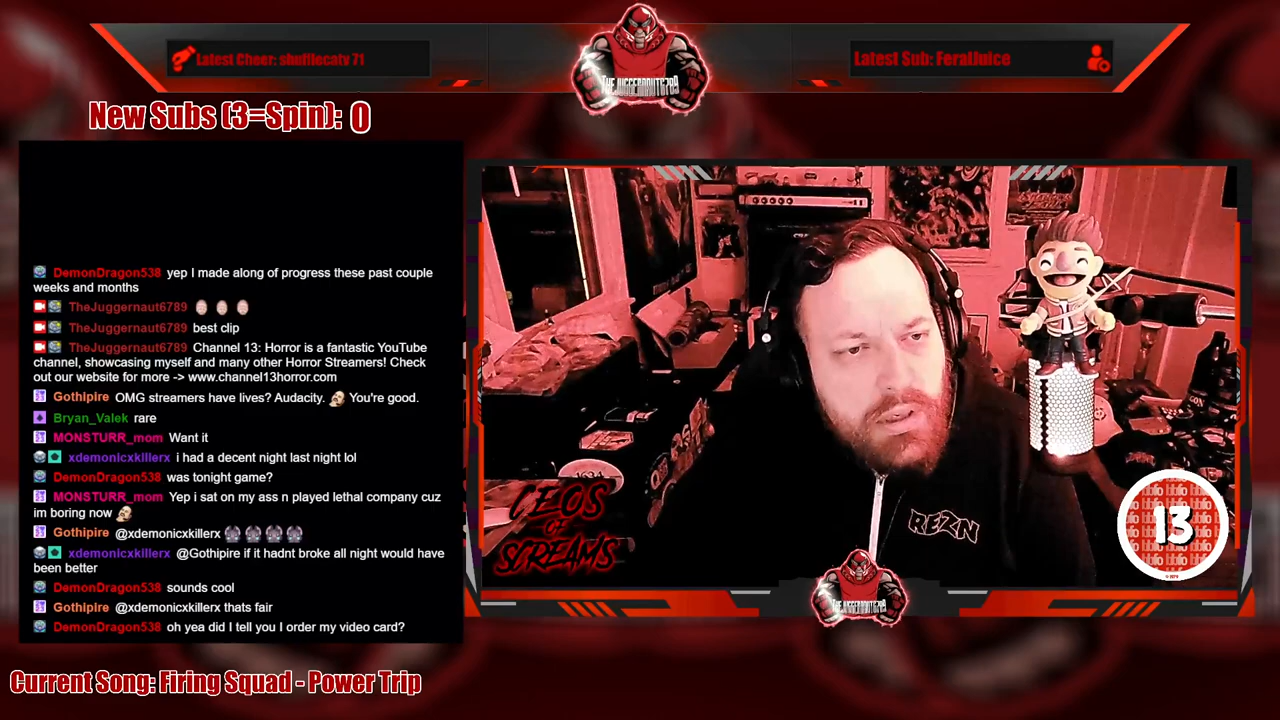 Latest Cheer: shufflecatv 71
THEJUGGERNAUT6789
Latest Sub: FeralJuice
New Subs (3=Spin): 0
DemonDragon538 yep I made along of progress these past couple
weeks and months
TheJuggernaut6789
TheJuggernaut6789 best clip
TheJuggernaut6789 Channel 13: Horror is a fantastic YouTube
channel, showcasing myself and many other Horror Streamers! Check
out our website for more -> www.channel13horror.com
Gothipire OMG streamers have lives? Audacity. You're good.
Bryan_Valek rare
MONSTURR_mom Want it
xdemonicxkillerx i had a decent night last night lol
DemonDragon538 was tonight game?
MONSTURR_mom Yep i sat on my ass n played lethal company cuz
im boring now
Gothipire @xdemonicxkillerx
xdemonicxkillerx @Gothipire if it hadnt broke all night would have
been better
DemonDragon538 sounds cool
Gothipire @xdemonicxkillerx thats fair
DemonDragon538 oh yea did I tell you I order my video card?
CEOS
OF
SCREAMS
REZN
13
THEJUGGERNAUT6789
Current Song: Firing Squad - Power Trip